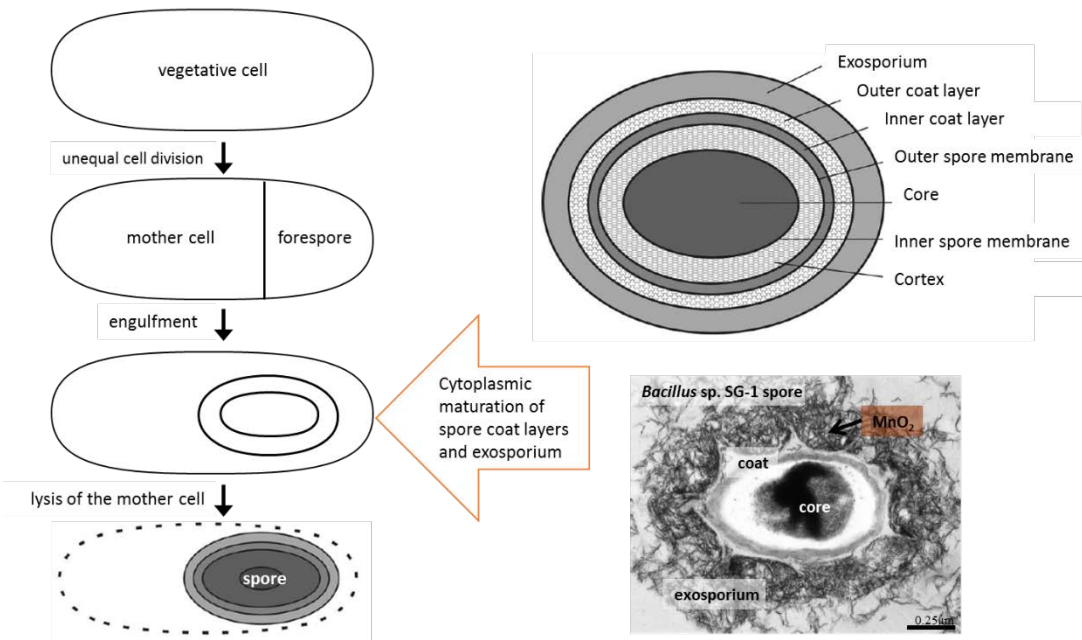 vegetative cell
unequal cell division
mother cell
forespore
engulfment
Cytoplasmic
maturation of
spore coat layers
and exosporium
lysis of the mother cell
spore
Exosporium
Outer coat layer
Inner coat layer
Outer spore membrane
Core
Inner spore membrane
Cortex
Bacillus sp. SG-1 spore
MnO₂
coat
core
exosporium
0.25um